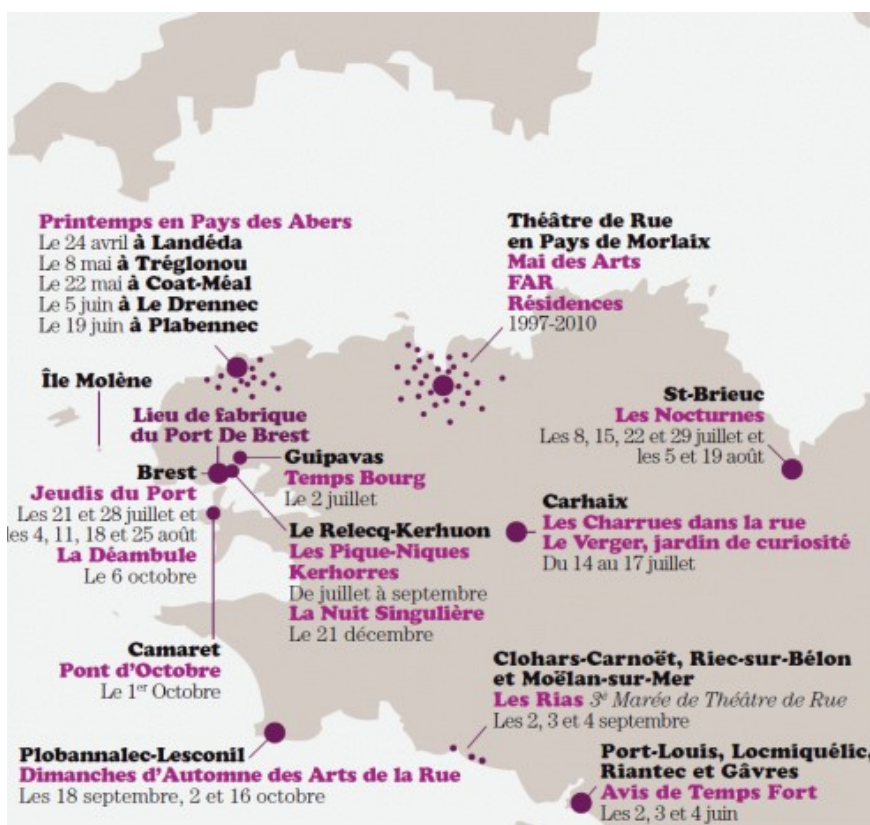 Printemps en Pays des Abers
Le 24 avril à Landéda
Le 8 mai à Tréglonou
Le 22 mai à Coat-Méal
Le 5 juin à Le Drennec
Le 19 juin à Plabennec
Théâtre de Rue
en Pays de Morlaix
Mai des Arts
FAR
Résidences
1997-2010
Île Molène
Lieu de fabrique
du Port De Brest
St-Brieuc
Les Nocturnes
Les 8, 15, 22 et 29 juillet et
les 5 et 19 août
Brest
Jeudis du Port
Les 21 et 28 juillet et
les 4, 11, 18 et 25 août
La Déambule
Le 6 octobre
Guipavas
Temps Bourg
Le 2 juillet
Le Relecq-Kerhuon
Les Pique-Niques
Kerhorres
De juillet à septembre
La Nuit Singulière
Le 21 décembre
Carhaix
Les Charrues dans la rue
Le Verger, jardin de curiosité
Du 14 au 17 juillet
Camaret
Pont d'Octobre
Le 1er Octobre
Clohars-Carnoët, Riec-sur-Bélon
et Moëlan-sur-Mer
Les Rias 3e Marée de Théâtre de Rue
Les 2, 3 et 4 septembre
Plobannalec-Lesconil
Dimanches d'Automne des Arts de la Rue
Les 18 septembre, 2 et 16 octobre
Port-Louis, Locmiquélic,
Riantec et Gâvres
Avis de Temps Fort
Les 2, 3 et 4 juin